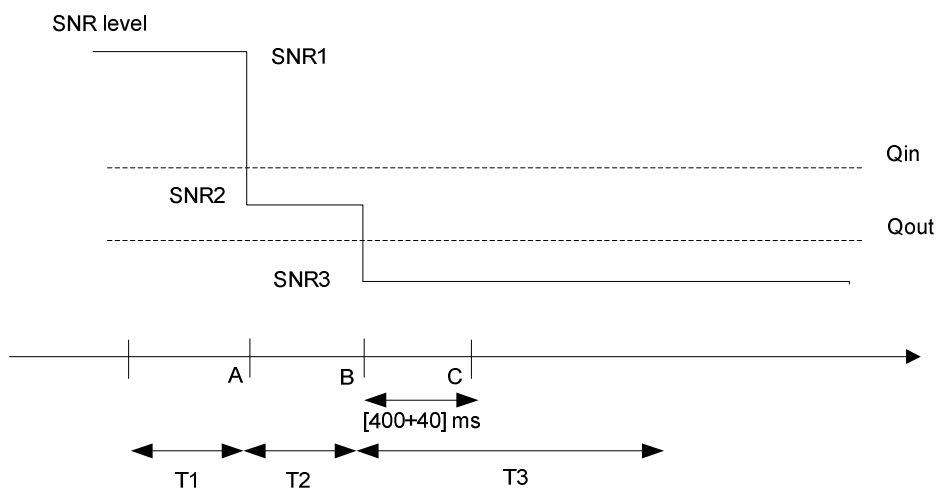 SNR level
SNR1
Qin
SNR2
Qout
SNR3
A
B
C
[400+40] ms
T1
T2
T3